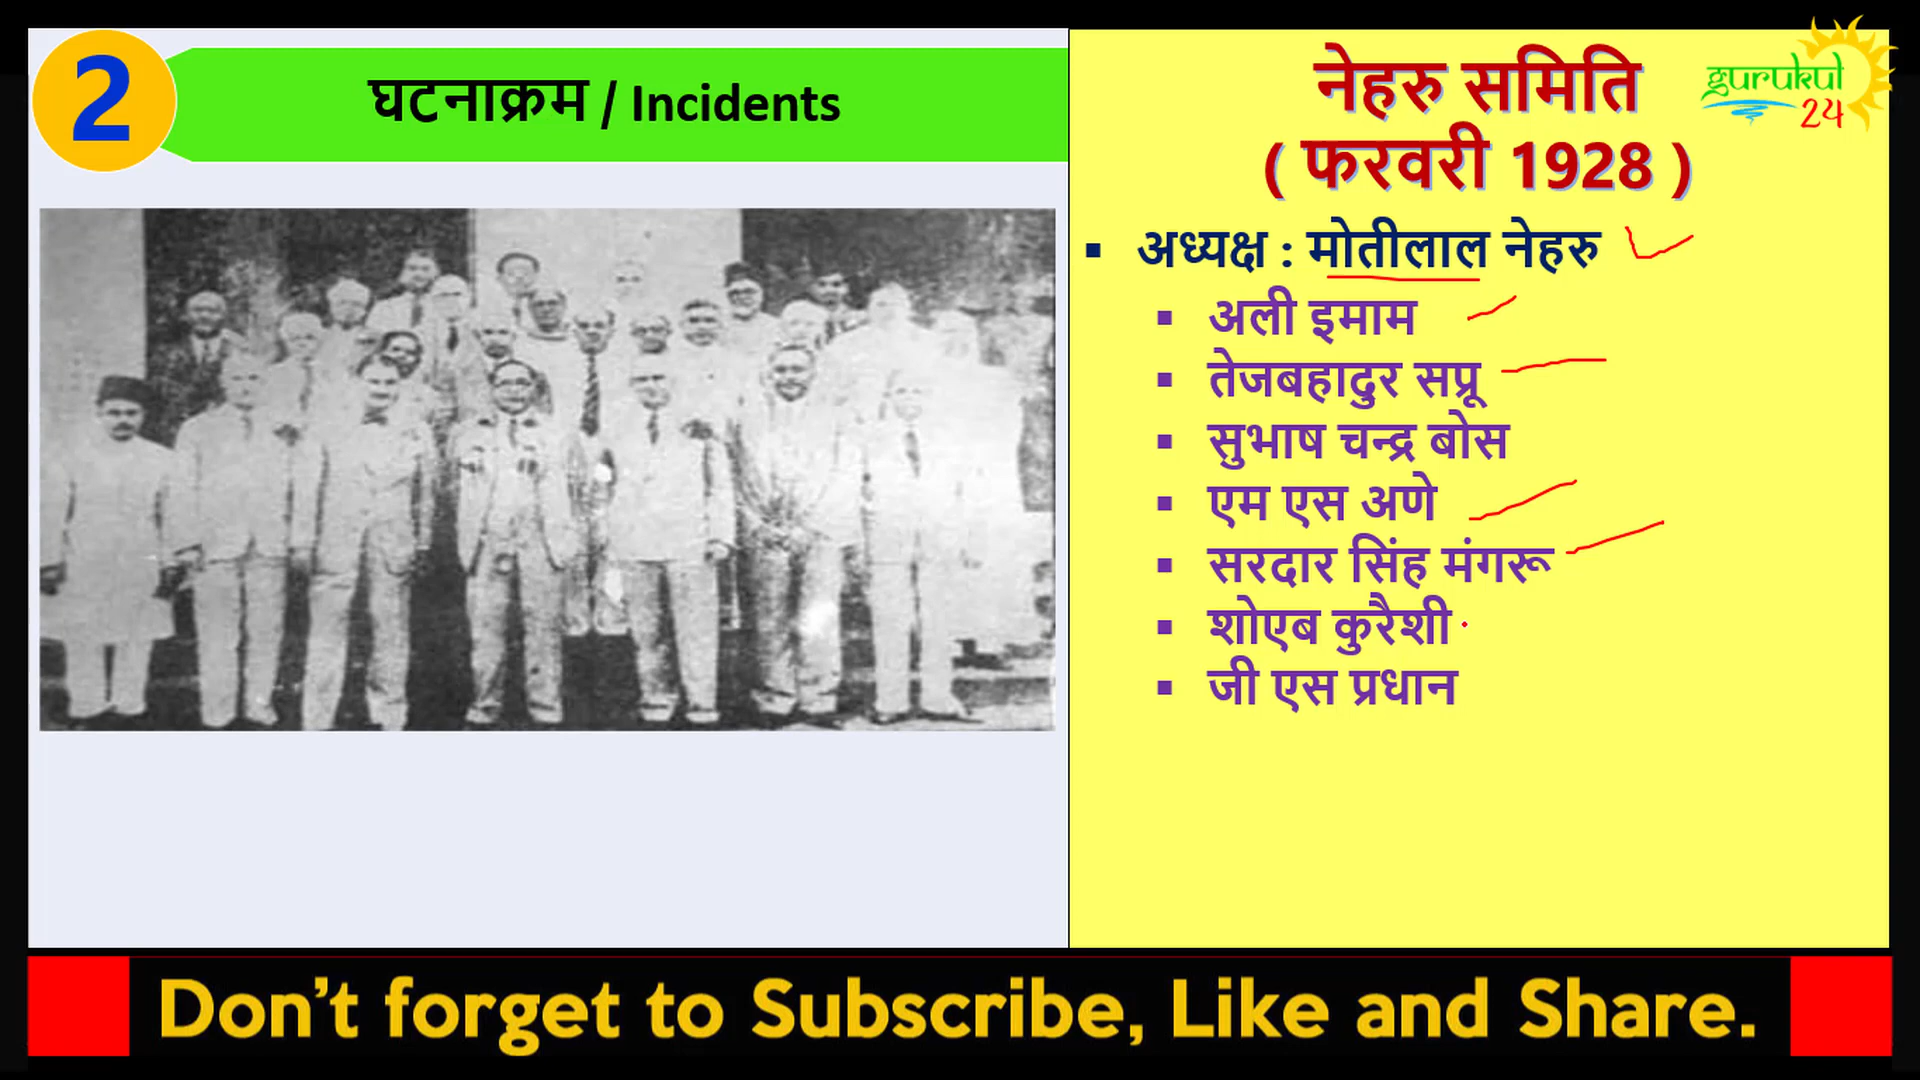 2
घटनाक्रम / Incidents
नेहरु समिति
( फरवरी 1928 )
gurukul
24
▪ अध्यक्ष : मोतीलाल नेहरु
▪ अली इमाम
▪ तेजबहादुर सप्रू
▪ सुभाष चन्द्र बोस
▪ एम एस अणे
▪ सरदार सिंह मंगरू
▪ शोएब कुरैशी
▪ जी एस प्रधान
Don't forget to Subscribe, Like and Share.